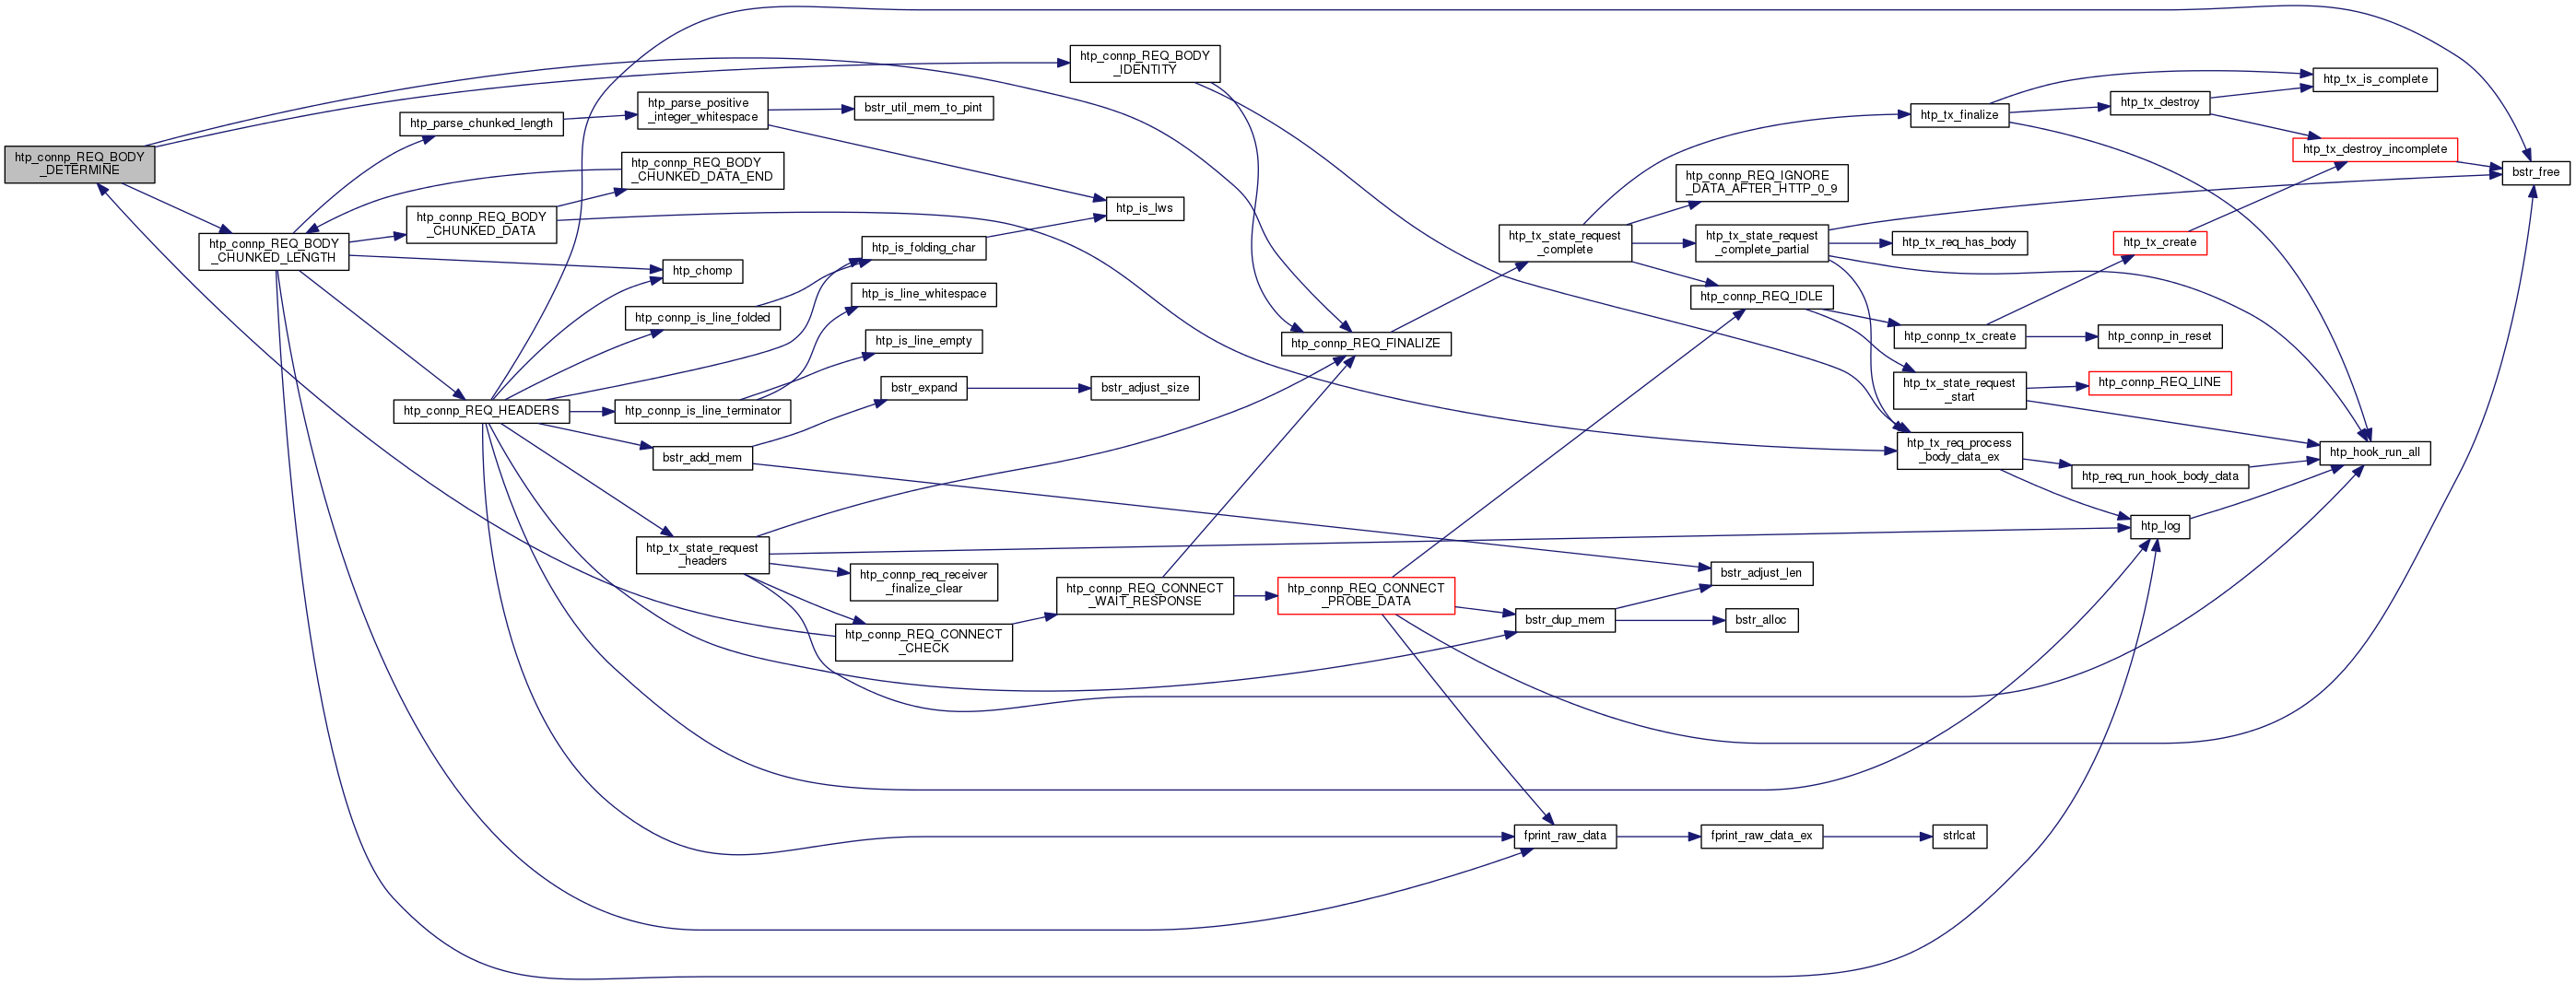 htp_connp_REQ_BODY
_DETERMINE
htp_connp_REQ_BODY
_CHUNKED_LENGTH
htp_parse_chunked_length
htp_connp_REQ_BODY
_CHUNKED_DATA
htp_connp_REQ_HEADERS
htp_parse_positive
_integer_whitespace
htp_connp_REQ_BODY
_CHUNKED_DATA_END
htp_chomp
htp_connp_is_line_folded
htp_connp_is_line_terminator
bstr_add_mem
htp_tx_state_request
_headers
bstr_util_mem_to_pint
htp_is_folding_char
htp_is_line_whitespace
htp_is_line_empty
bstr_expand
htp_connp_req_receiver
_finalize_clear
htp_connp_REQ_CONNECT
_CHECK
htp_connp_REQ_BODY
_IDENTITY
htp_is_lws
bstr_adjust_size
htp_connp_REQ_CONNECT
_WAIT_RESPONSE
htp_connp_REQ_FINALIZE
htp_connp_REQ_CONNECT
_PROBE_DATA
htp_tx_state_request
_complete
bstr_dup_mem
fprint_raw_data
htp_connp_REQ_IGNORE
_DATA_AFTER_HTTP_0_9
htp_tx_state_request
_complete_partial
htp_connp_REQ_IDLE
bstr_adjust_len
bstr_alloc
fprint_raw_data_ex
htp_tx_finalize
htp_tx_req_has_body
htp_connp_tx_create
htp_tx_state_request
_start
htp_tx_req_process
_body_data_ex
strlcat
htp_tx_destroy
htp_tx_create
htp_connp_in_reset
htp_connp_REQ_LINE
htp_req_run_hook_body_data
htp_log
htp_tx_is_complete
htp_tx_destroy_incomplete
htp_hook_run_all
bstr_free